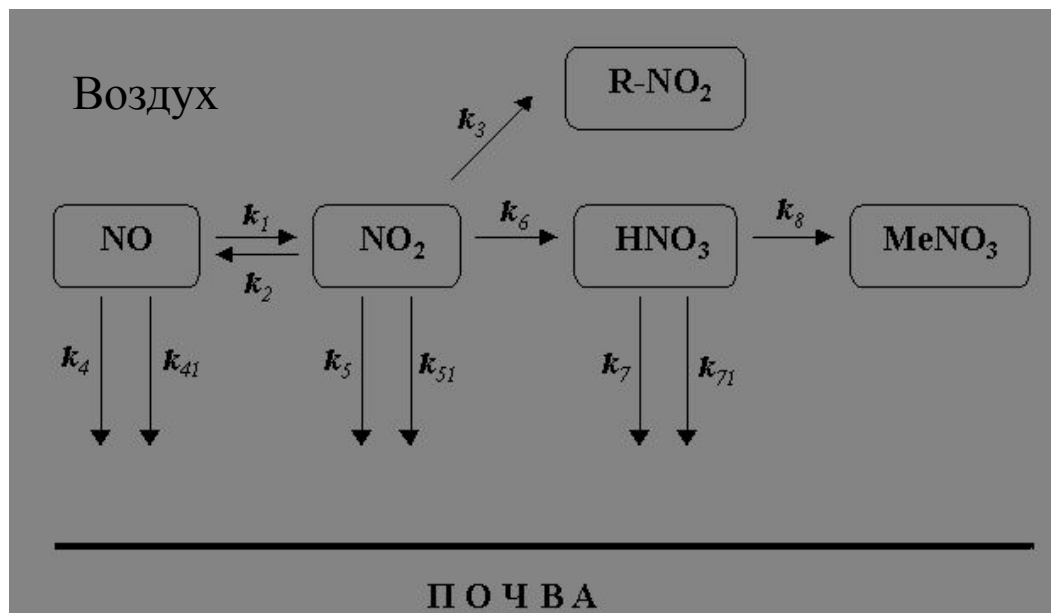 Воздух
R-NO₂
k₃
NO
k₁
k₂
NO₂
k₆
HNO₃
k₈
MeNO₃
k₄
k₄₁
k₅
k₅₁
k₇
k₇₁
ПОЧВА